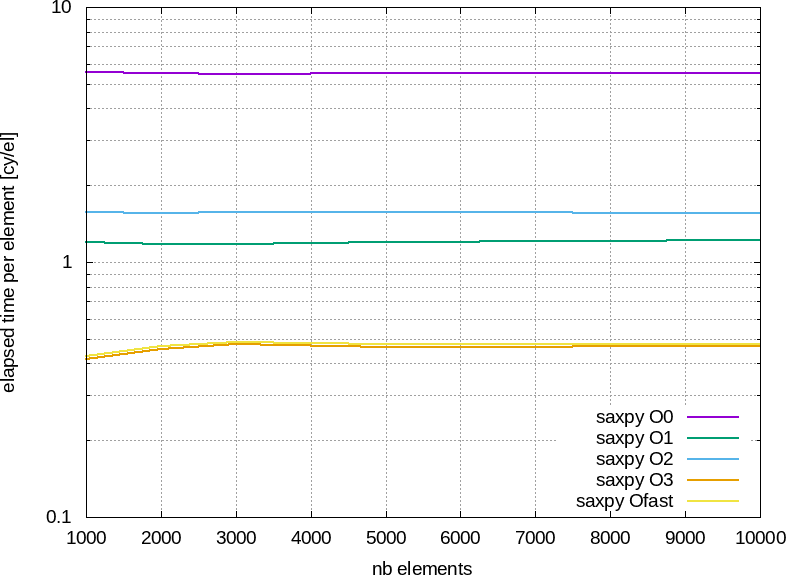 10
1
0.1
elapsed time per element [cy/el]
saxpy O0
saxpy O1
saxpy O2
saxpy O3
saxpy Ofast
1000 2000 3000 4000 5000 6000 7000 8000 9000 10000
nb elements